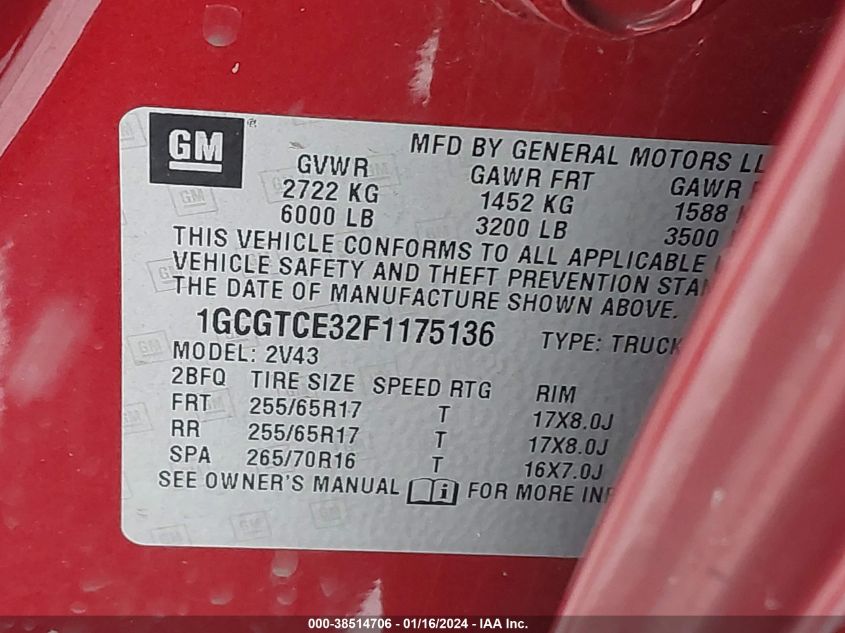 GM®
MFD BY GENERAL MOTORS LL
GVWR GAWR FRT GAWR
2722 KG 1452 KG 1588
6000 LB 3200 LB 3500
THIS VEHICLE CONFORMS TO ALL APPLICABLE
VEHICLE SAFETY AND THEFT PREVENTION STA
THE DATE OF MANUFACTURE SHOWN ABOVE.
1GCGTCE32F1175136 TYPE: TRUCK
MODEL: 2V43
2BFQ TIRE SIZE SPEED RTG RIM
FRT 255/65R17 T 17X8.0J
RR 255/65R17 T 17X8.0J
SPA 265/70R16 T 16X7.0J
SEE OWNER'S MANUAL i FOR MORE INF
000-38514706 - 01/16/2024 - IAA Inc.